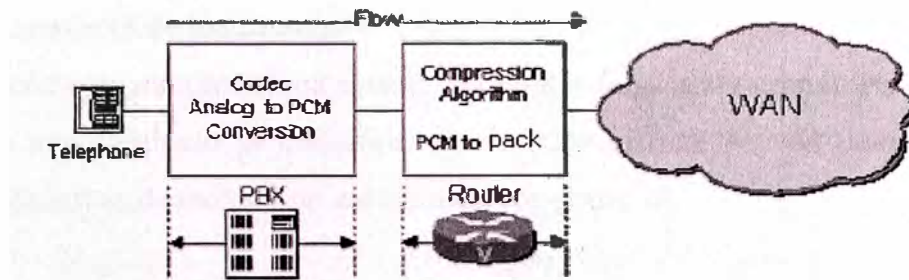 Flow
Codec
Analog to PCM
Conversion
Compression
Algorithm
PCM to pack
WAN
Telephone
PBX
Router
V